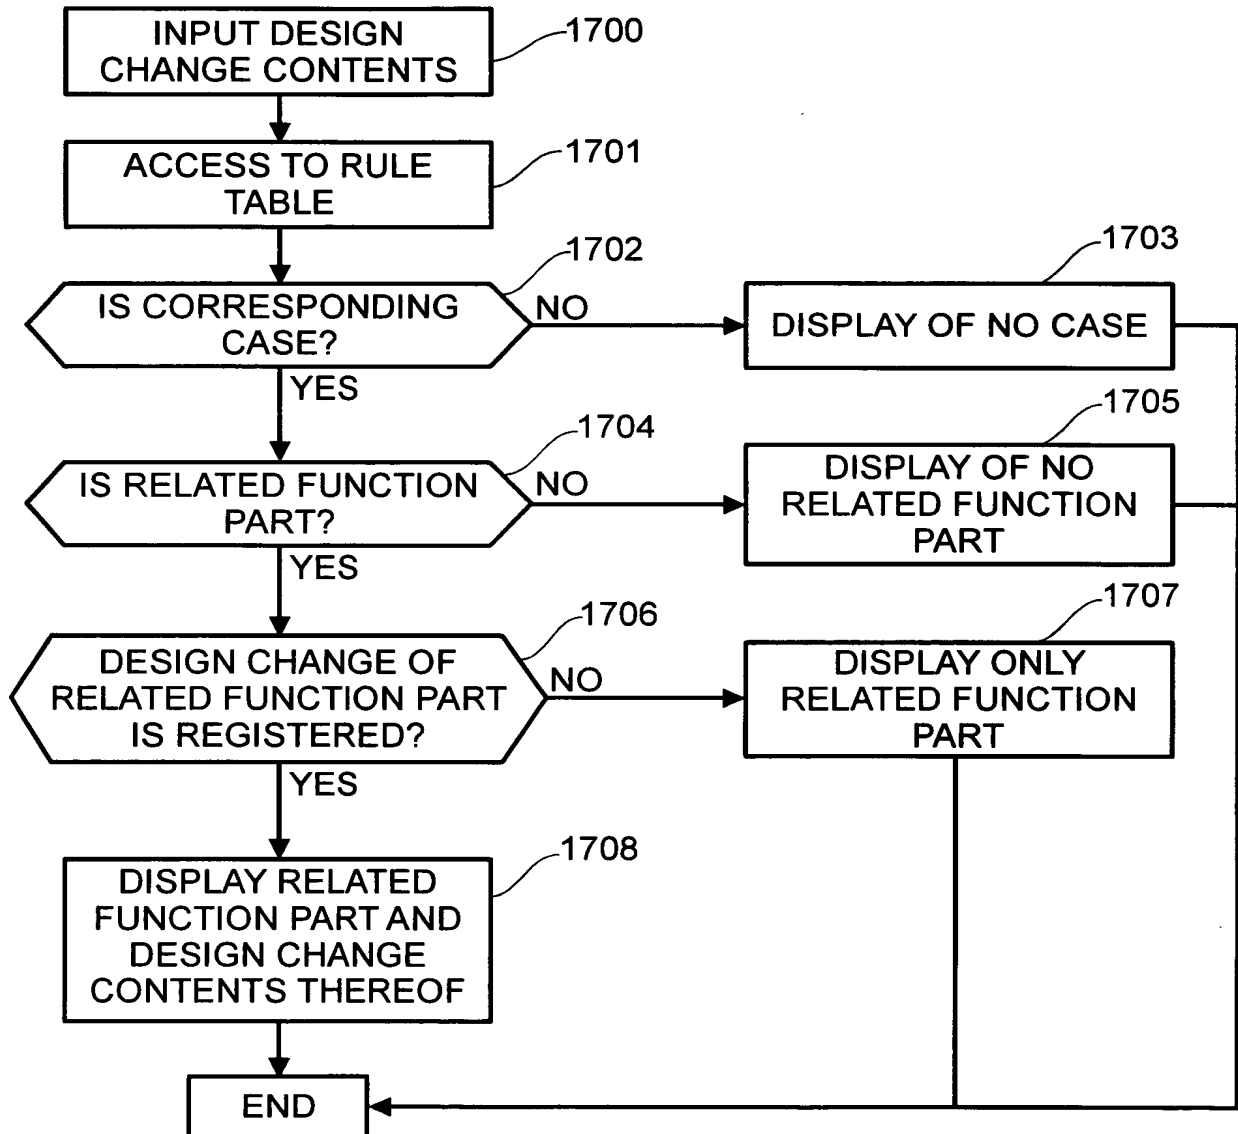 INPUT DESIGN
CHANGE CONTENTS
1700
ACCESS TO RULE
TABLE
1701
IS CORRESPONDING
CASE?
1702
NO
YES
DISPLAY OF NO CASE
1703
IS RELATED FUNCTION
PART?
1704
NO
YES
DISPLAY OF NO
RELATED FUNCTION
PART
1705
DESIGN CHANGE OF
RELATED FUNCTION PART
IS REGISTERED?
1706
NO
YES
DISPLAY ONLY
RELATED FUNCTION
PART
1707
DISPLAY RELATED
FUNCTION PART AND
DESIGN CHANGE
CONTENTS THEREOF
1708
END